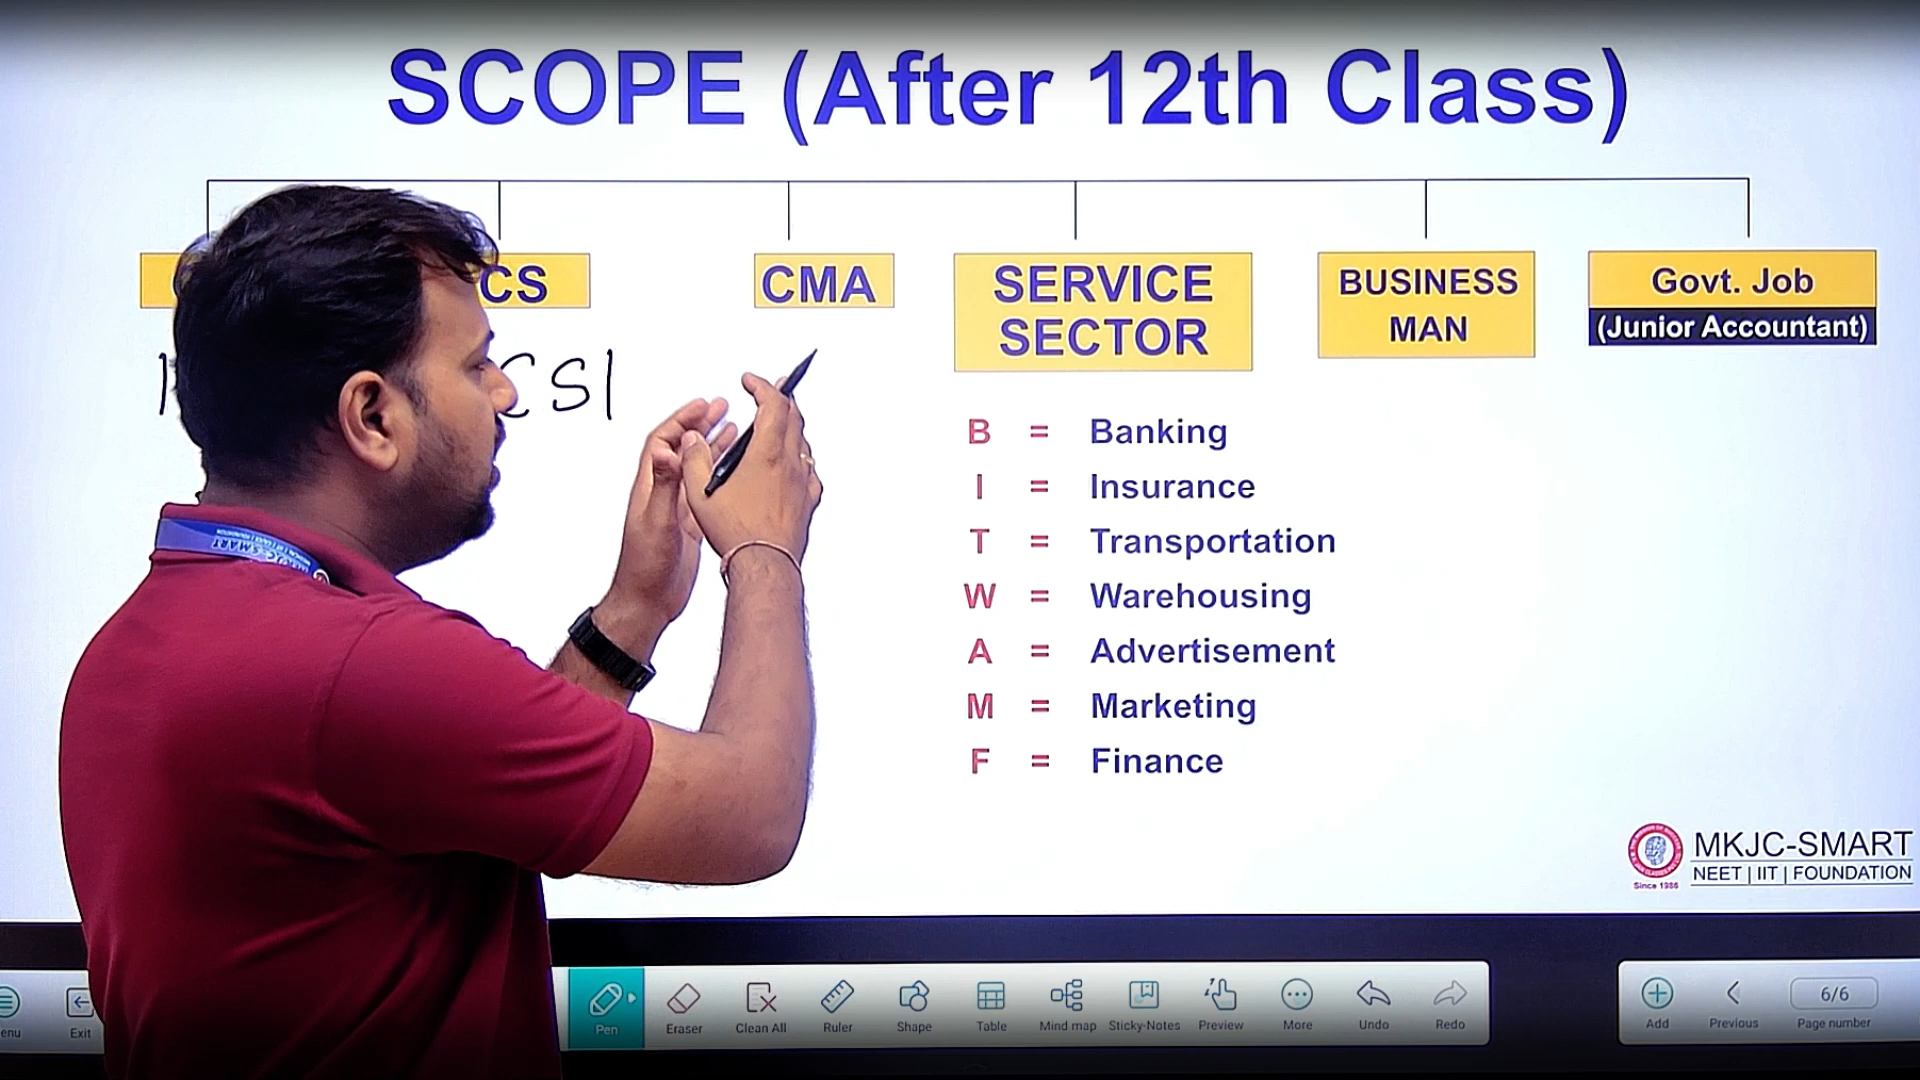 SCOPE (After 12th Class)
CS
CMA
SERVICE
SECTOR
BUSINESS
MAN
Govt. Job
(Junior Accountant)
CSI
B = Banking
I = Insurance
T = Transportation
W = Warehousing
A = Advertisement
M = Marketing
F = Finance
MKJC-SMART
NEET | IIT | FOUNDATION
Since 1986
Exit
Pen
Eraser
Clean All
Ruler
Shape
Table
Mind map
Sticky-Notes
Preview
More
Undo
Redo
Add
Previous
6/6
Page number